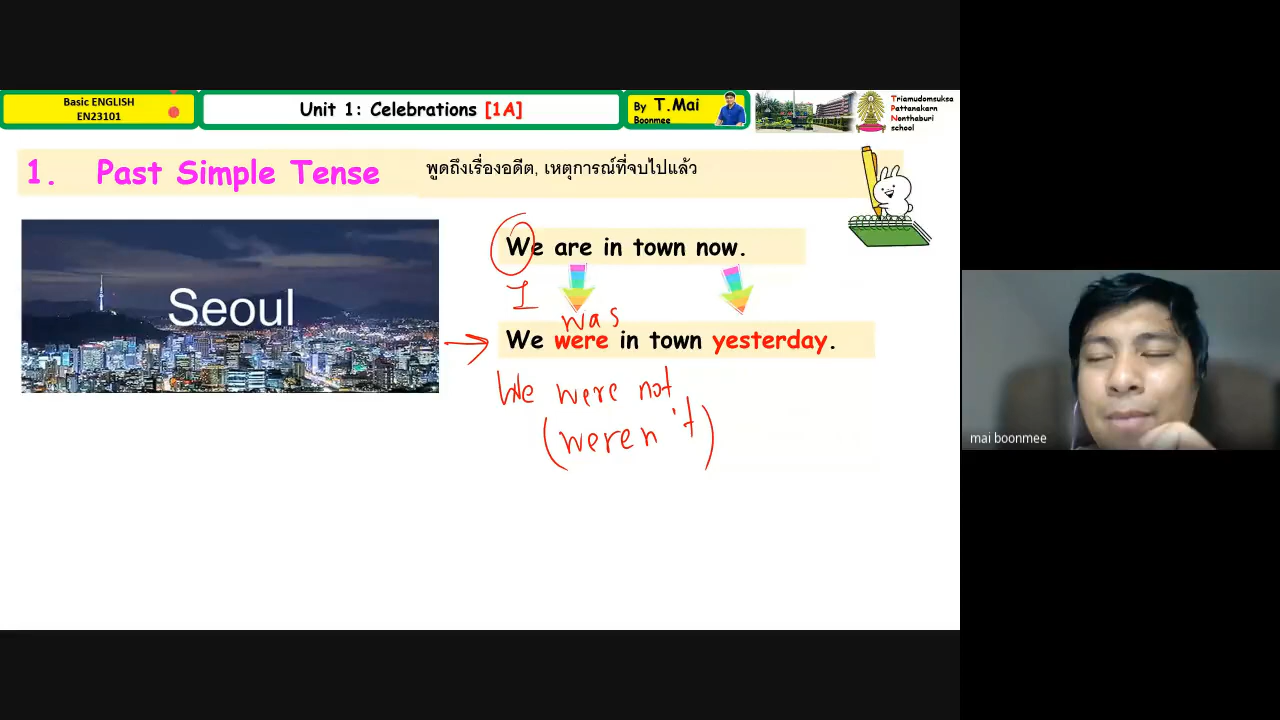 Basic ENGLISH
EN23101
Unit 1: Celebrations [1A]
By T.Mai
Boonmee
Triamudomsuksa
Pattanakarn
Nonthaburi
school
1. Past Simple Tense
พูดถึงเรื่องอดีต, เหตุการณ์ที่จบไปแล้ว
Seoul
We are in town now.
I
was
We were in town yesterday.
We were not
(weren't)
mai boonmee